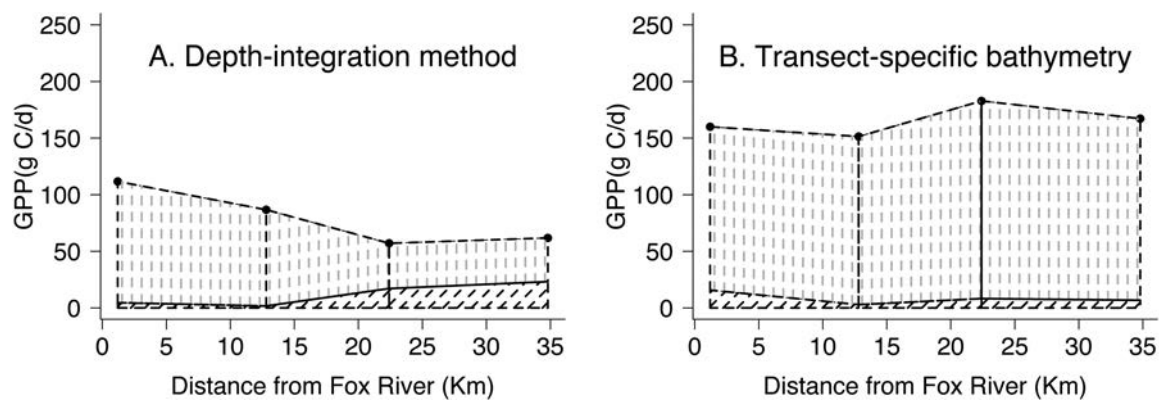 A. Depth-integration method
GPP(g C/d)
250
200
150
100
50
0
0 5 10 15 20 25 30 35
Distance from Fox River (Km)
B. Transect-specific bathymetry
GPP(g C/d)
250
200
150
100
50
0
0 5 10 15 20 25 30 35
Distance from Fox River (Km)